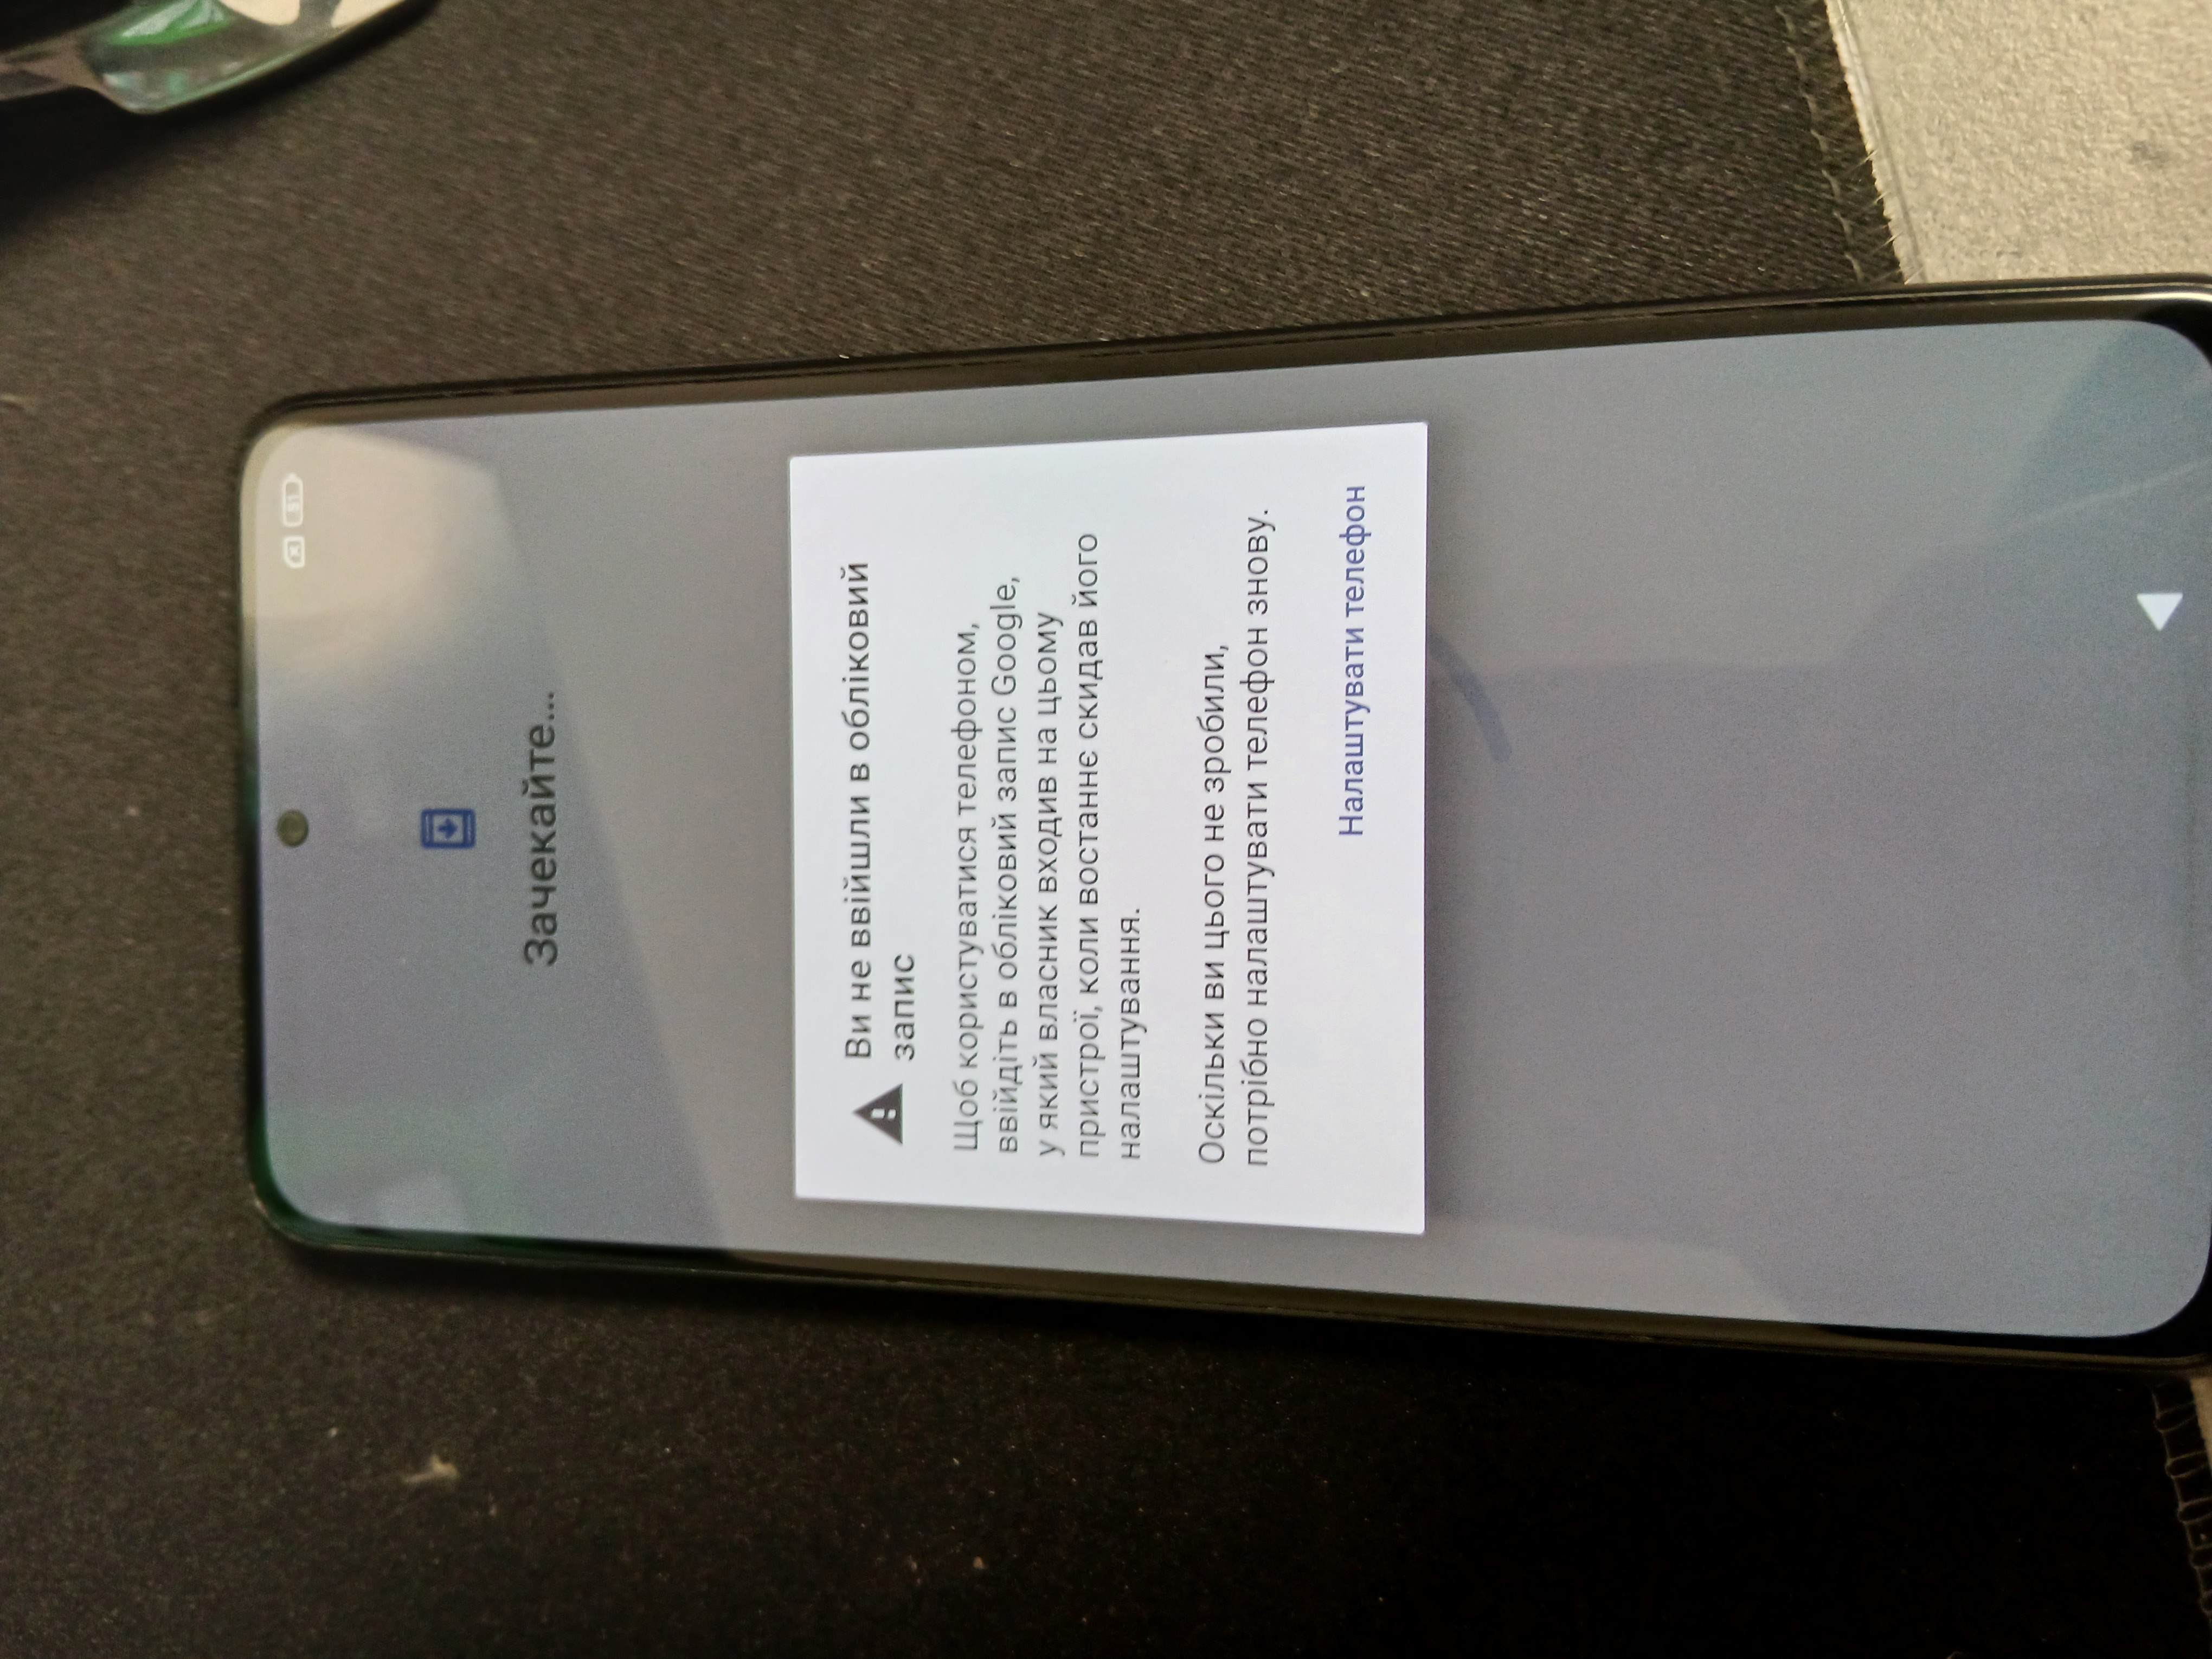 Зачекайте...
Ви не ввійшли в обліковий
запис
Щоб користуватися телефоном,
ввійдіть в обліковий запис Google,
у який власник входив на цьому
пристрої, коли востаннє скидав його
налаштування.
Оскільки ви цього не зробили,
потрібно налаштувати телефон знову.
Налаштувати телефон